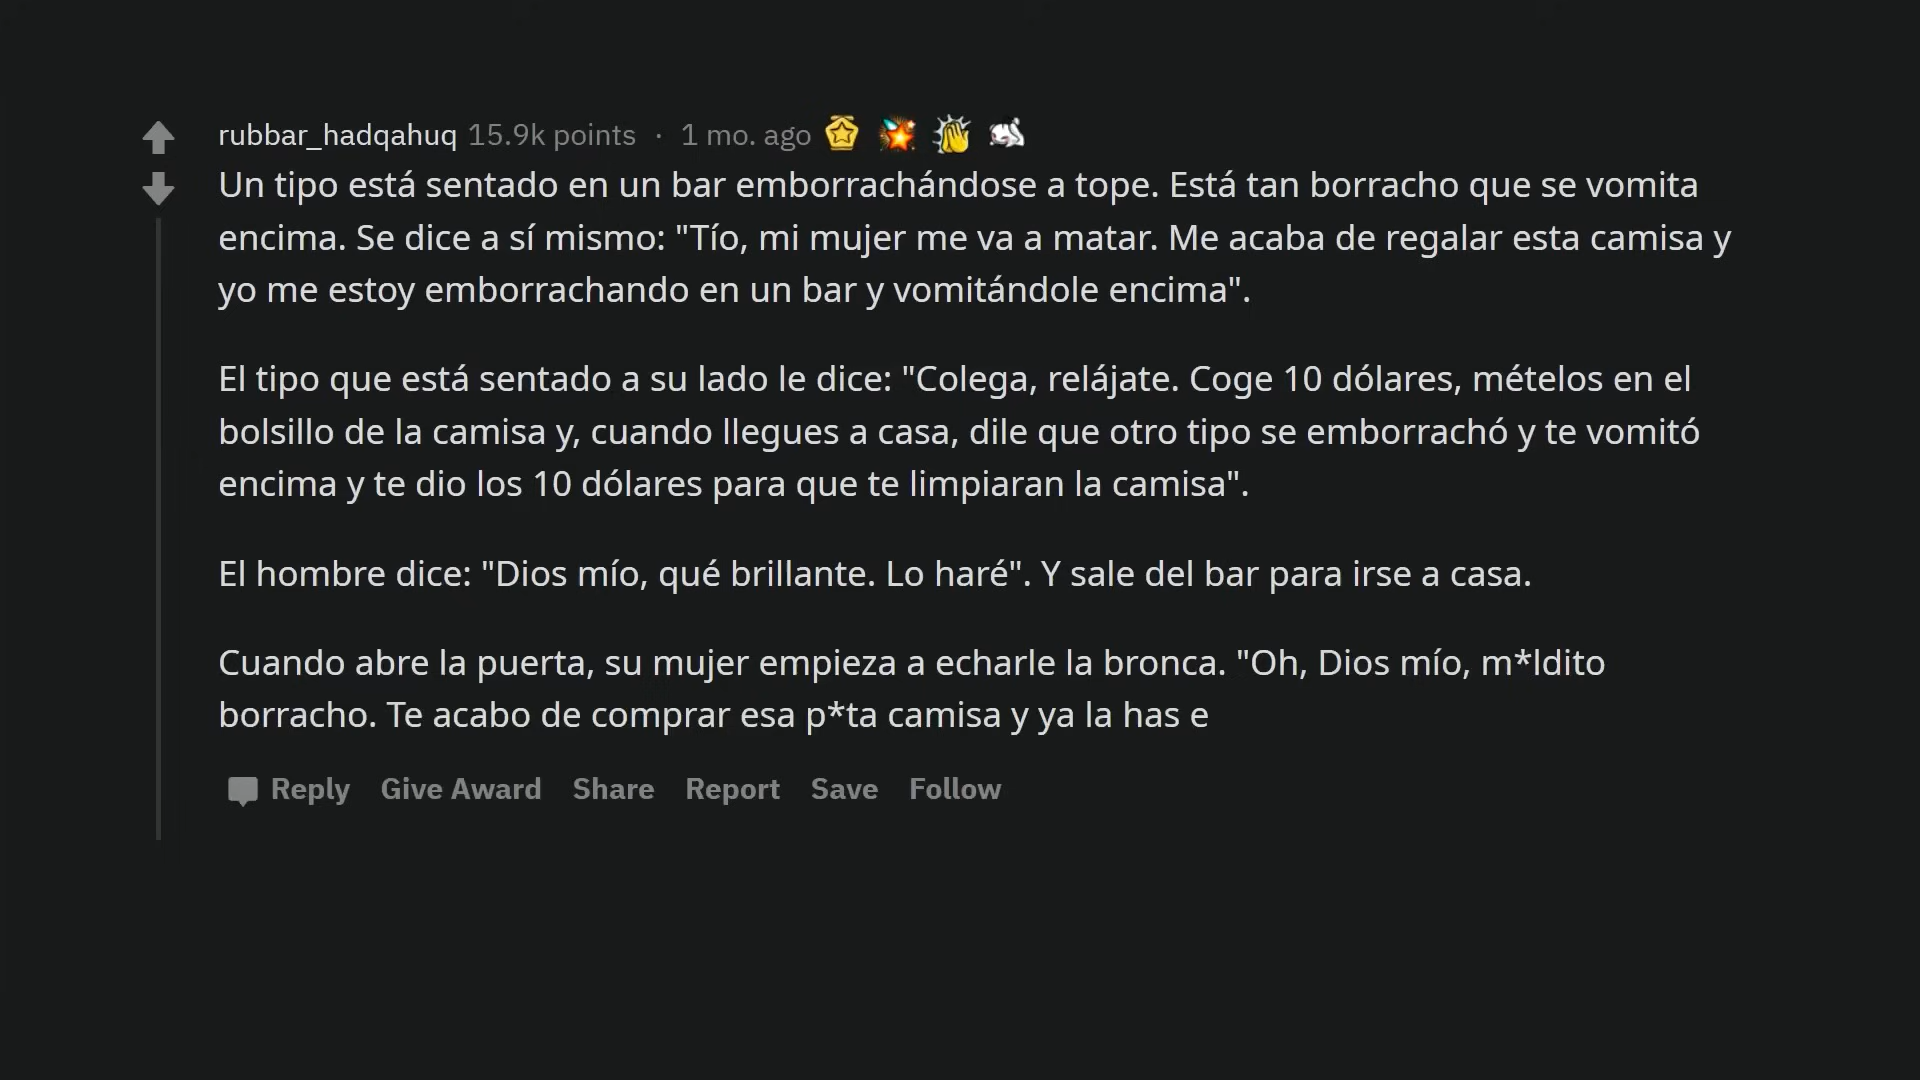 rubbar_hadqahuq 15.9k points · 1 mo. ago
Un tipo está sentado en un bar emborrachándose a tope. Está tan borracho que se vomita
encima. Se dice a sí mismo: "Tío, mi mujer me va a matar. Me acaba de regalar esta camisa y
yo me estoy emborrachando en un bar y vomitándole encima".
El tipo que está sentado a su lado le dice: "Colega, relájate. Coge 10 dólares, mételos en el
bolsillo de la camisa y, cuando llegues a casa, dile que otro tipo se emborrachó y te vomitó
encima y te dio los 10 dólares para que te limpiaran la camisa".
El hombre dice: "Dios mío, qué brillante. Lo haré". Y sale del bar para irse a casa.
Cuando abre la puerta, su mujer empieza a echarle la bronca. "Oh, Dios mío, m*ldito
borracho. Te acabo de comprar esa p*ta camisa y ya la has e
Reply Give Award Share Report Save Follow